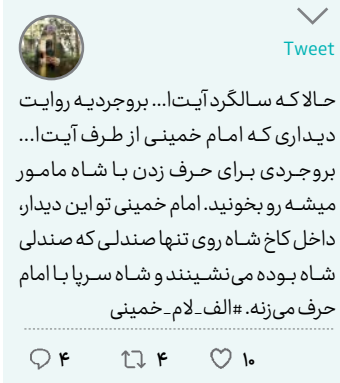 Tweet
حالا که سالگرد آیت‌ا... بروجردیه روایت
دیداری که امام خمینی از طرف آیت‌ا...
بروجردی برای حرف زدن با شاه مامور
میشه رو بخونید. امام خمینی تو این دیدار،
داخل کاخ شاه روی تنها صندلی که صندلی
شاه بوده می‌نشینند و شاه سرپا با امام
حرف می‌زنه. #الف_لام_خمینی
۴ ۴ ۱۰